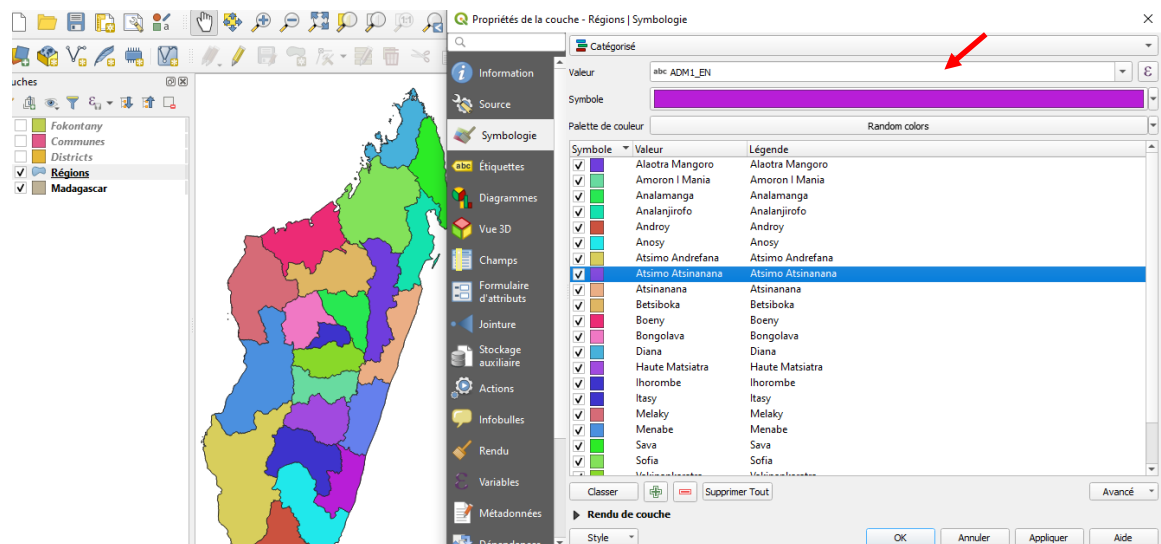 Propriétés de la couche - Régions | Symbologie
uches
Fokontany
Communes
Districts
Régions
Madagascar
Information
Source
Symbologie
abc Étiquettes
Diagrammes
Vue 3D
Champs
Formulaire
d'attributs
Jointure
Stockage
auxiliaire
Actions
Infobulles
Rendu
Variables
Métadonnées
Dépendances
Catégorisé
Valeur abc ADM1_EN ε
Symbole
Palette de couleur Random colors
Symbole Valeur Légende
Alaotra Mangoro Alaotra Mangoro
Amoron I Mania Amoron I Mania
Analamanga Analamanga
Analanjirofo Analanjirofo
Androy Androy
Anosy Anosy
Atsimo Andrefana Atsimo Andrefana
Atsimo Atsinanana Atsimo Atsinanana
Atsinanana Atsinanana
Betsiboka Betsiboka
Boeny Boeny
Bongolava Bongolava
Diana Diana
Haute Matsiatra Haute Matsiatra
Ihorombe Ihorombe
Itasy Itasy
Melaky Melaky
Menabe Menabe
Sava Sava
Sofia Sofia
Classer Supprimer Tout Avancé
Rendu de couche
Style OK Annuler Appliquer Aide